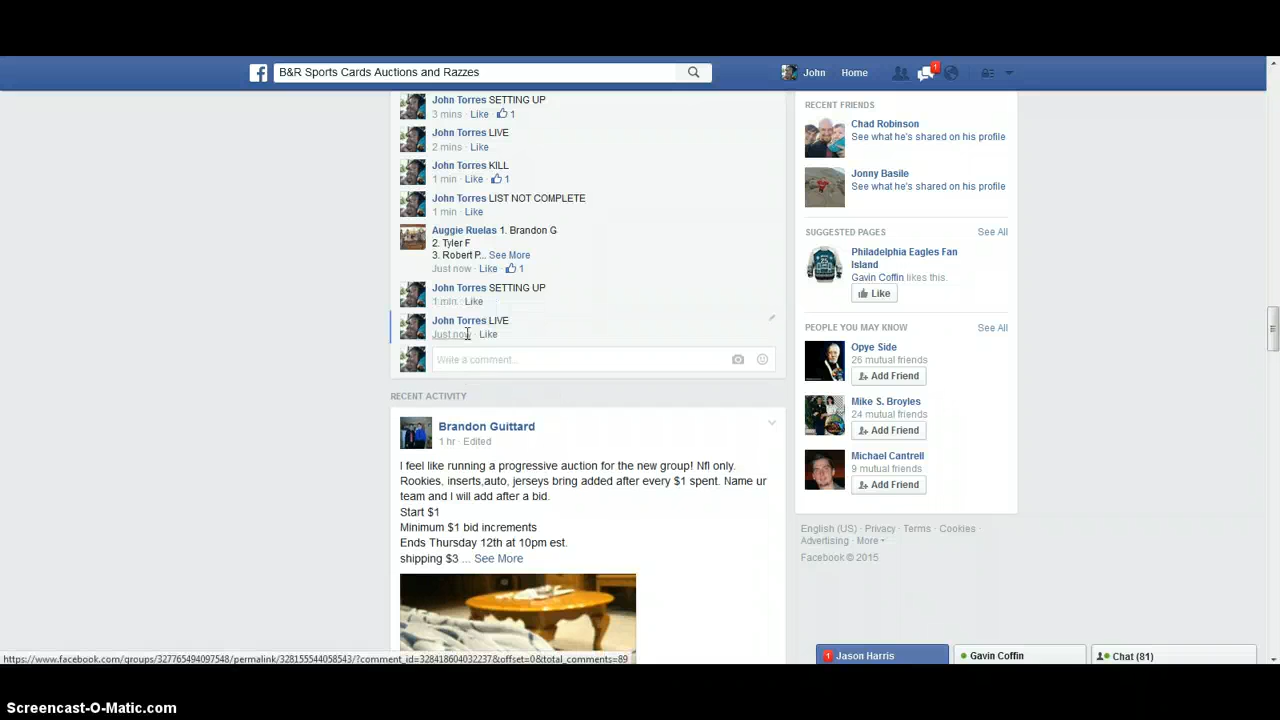 B&R Sports Cards Auctions and Razzes
John Home 1
John Torres SETTING UP
3 mins · Like · 1
John Torres LIVE
2 mins · Like
John Torres KILL
1 min · Like · 1
John Torres LIST NOT COMPLETE
1 min · Like
Auggie Ruelas 1. Brandon G
2. Tyler F
3. Robert P... See More
Just now · Like · 1
John Torres SETTING UP
1 min · Like
John Torres LIVE
Just now · Like
Write a comment...
RECENT ACTIVITY
Brandon Guittard
1 hr · Edited
I feel like running a progressive auction for the new group! Nfl only.
Rookies, inserts,auto, jerseys bring added after every $1 spent. Name ur
team and I will add after a bid.
Start $1
Minimum $1 bid increments
Ends Thursday 12th at 10pm est.
shipping $3 ... See More
RECENT FRIENDS
Chad Robinson
See what he's shared on his profile
Jonny Basile
See what he's shared on his profile
SUGGESTED PAGES See All
Philadelphia Eagles Fan
Island
Gavin Coffin likes this.
Like
PEOPLE YOU MAY KNOW See All
Opye Side
26 mutual friends
Add Friend
Mike S. Broyles
24 mutual friends
Add Friend
Michael Cantrell
9 mutual friends
Add Friend
English (US) · Privacy · Terms · Cookies ·
Advertising · More
Facebook © 2015
https://www.facebook.com/groups/327765494097548/permalink/328155544058543/?comment_id=328418604032237&offset=0&total_comments=89
1 Jason Harris
Gavin Coffin
Chat (81)
Screencast-O-Matic.com